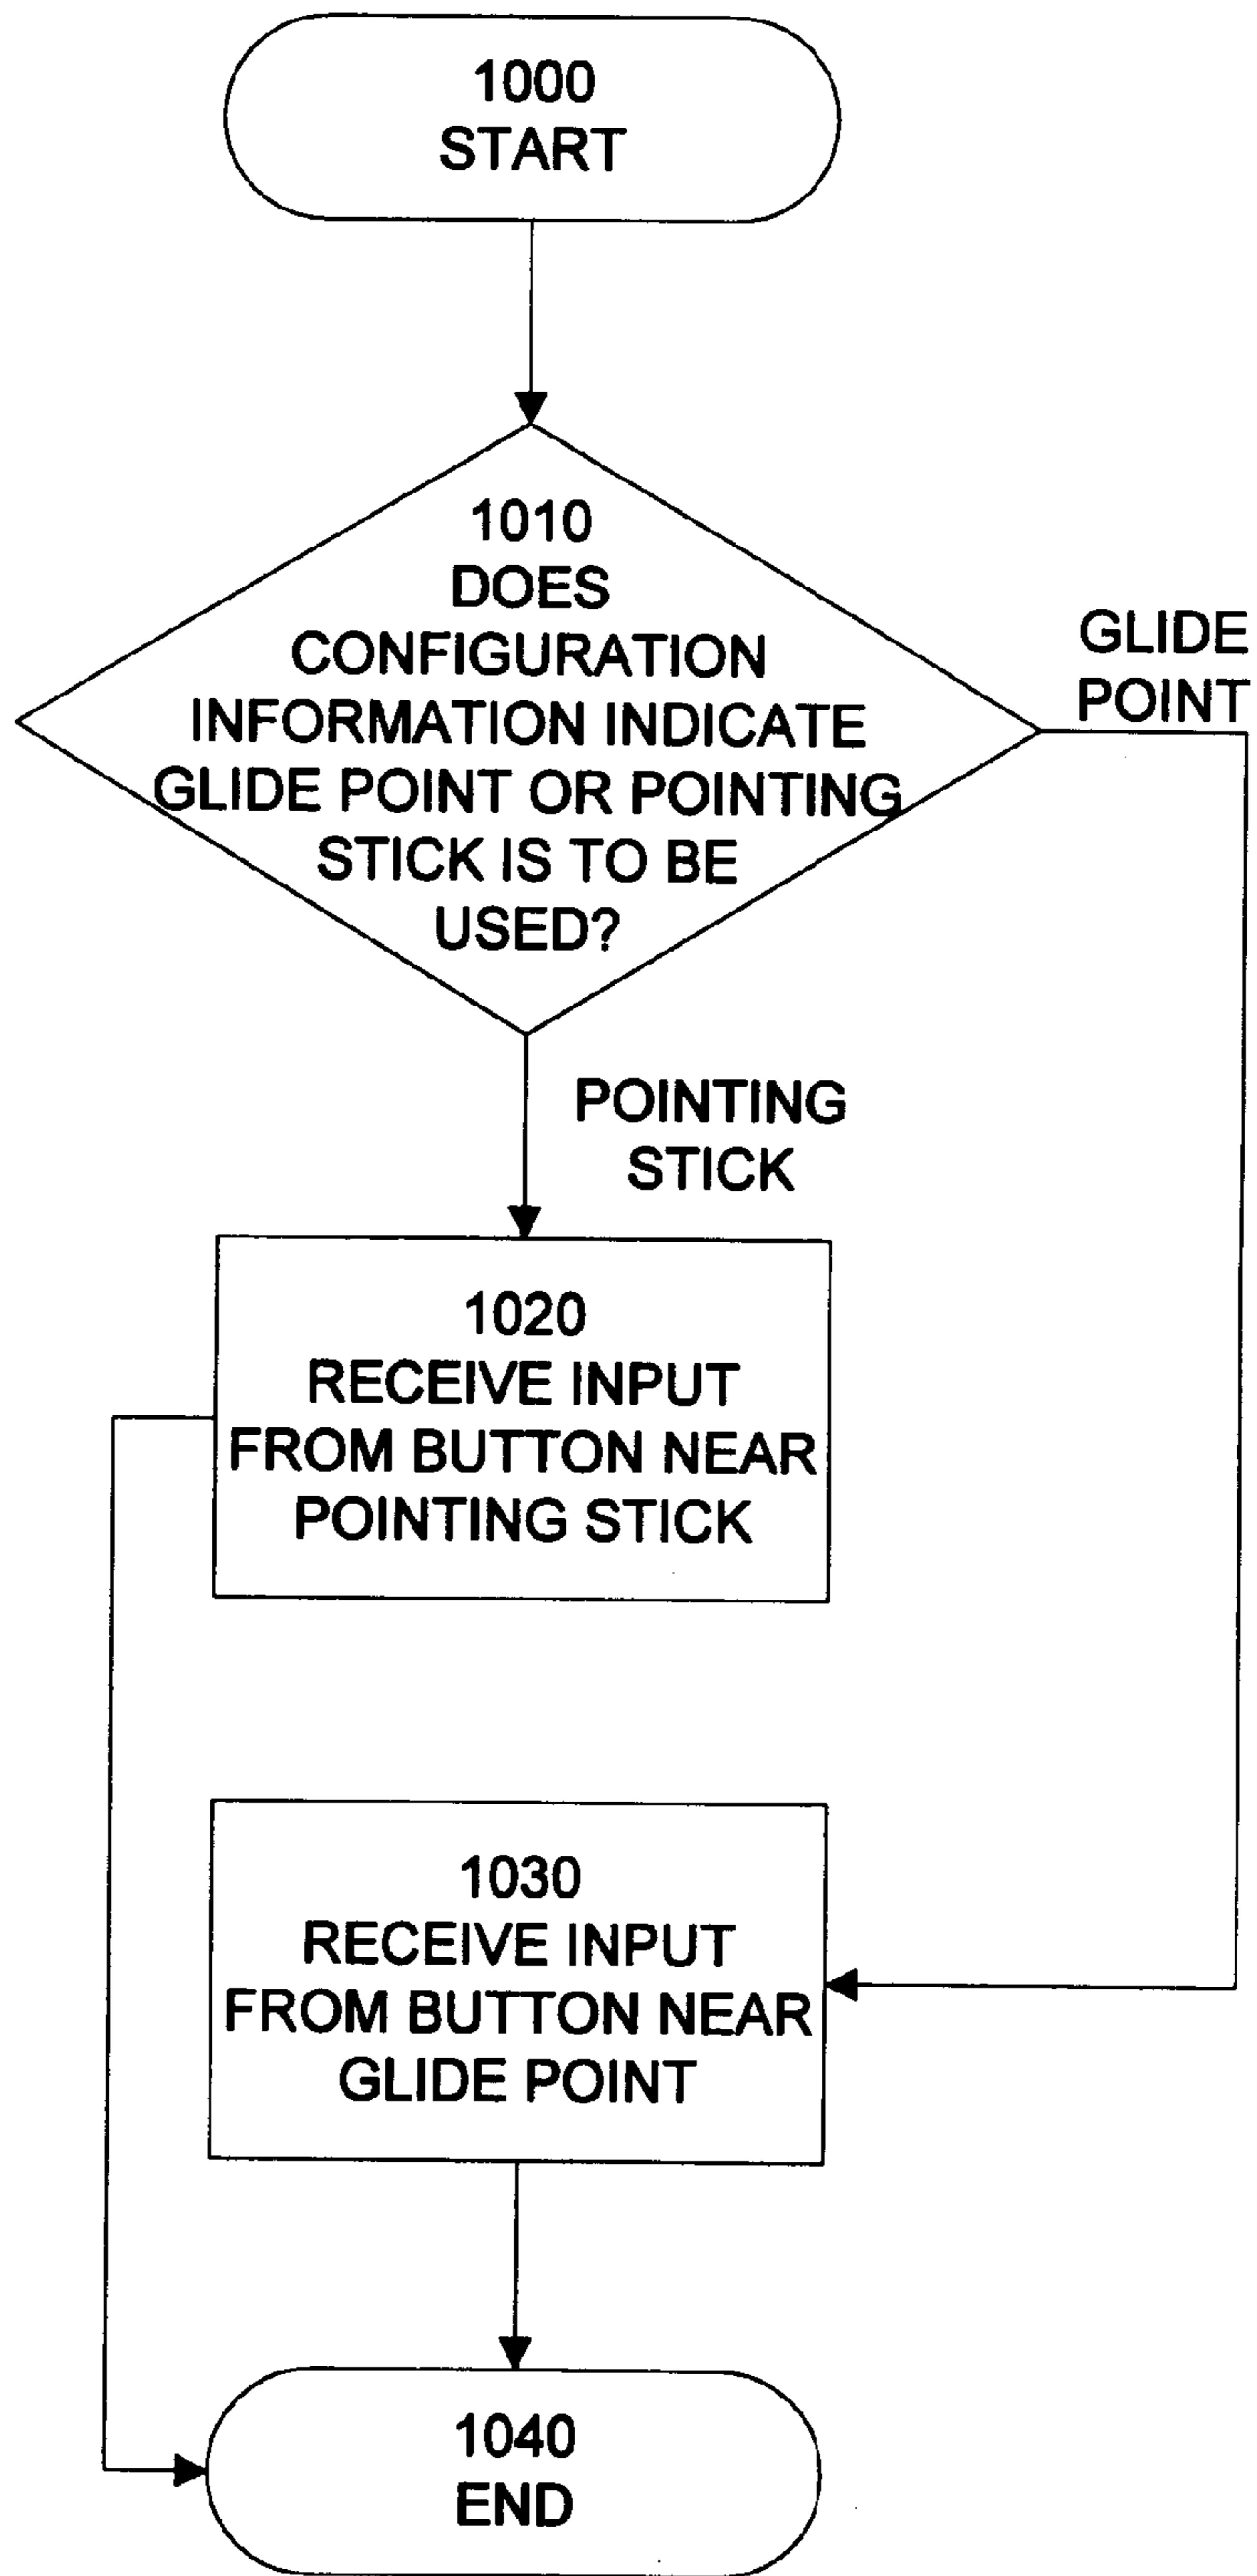 1000
START
1010
DOES
CONFIGURATION
INFORMATION INDICATE
GLIDE POINT OR POINTING
STICK IS TO BE
USED?
GLIDE
POINT
POINTING
STICK
1020
RECEIVE INPUT
FROM BUTTON NEAR
POINTING STICK
1030
RECEIVE INPUT
FROM BUTTON NEAR
GLIDE POINT
1040
END